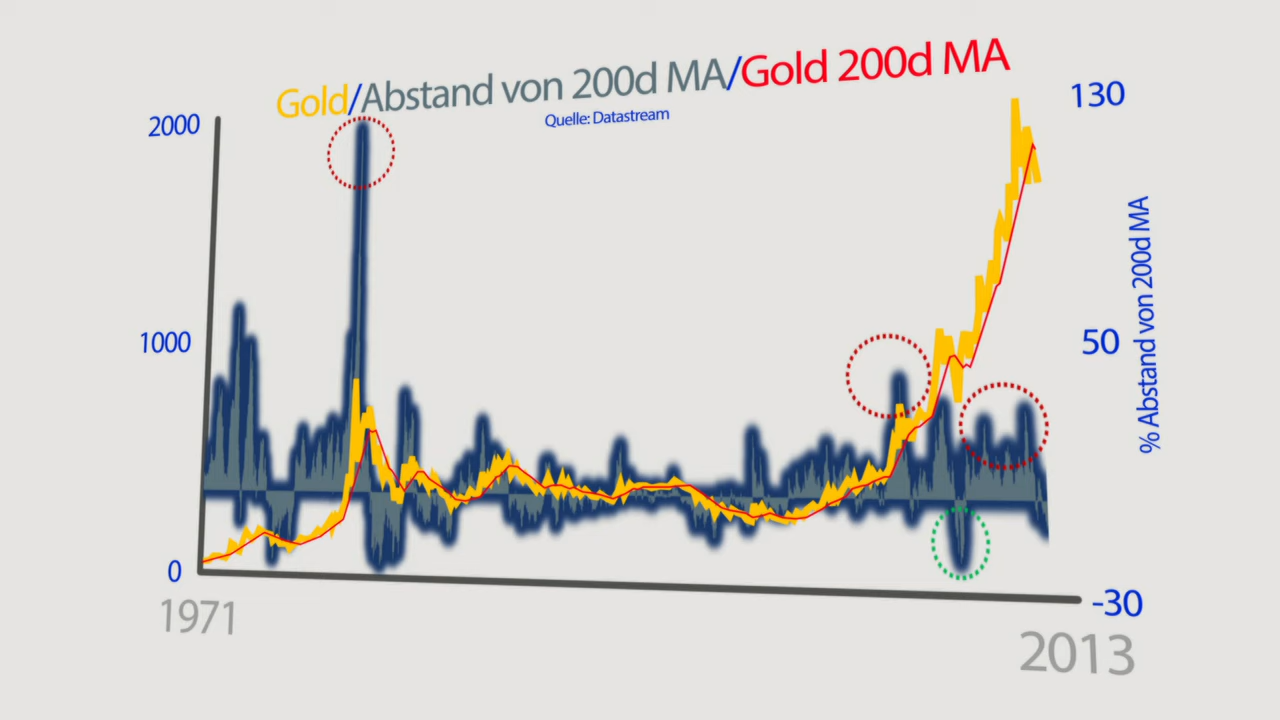 Gold/Abstand von 200d MA/Gold 200d MA
Quelle: Datastream
2000
1000
0
130
50
-30
% Abstand von 200d MA
1971
2013